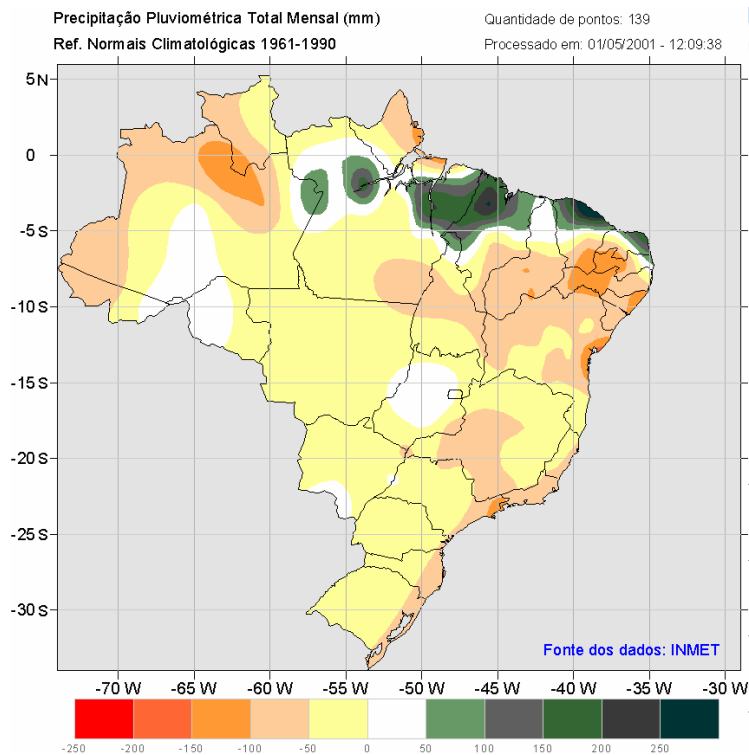 Precipitação Pluviométrica Total Mensal (mm)
Quantidade de pontos: 139
Ref. Normais Climatológicas 1961-1990
Processado em: 01/05/2001 - 12:09:38
5N
0
-5 S
-10 S
-15 S
-20 S
-25 S
-30 S
Fonte dos dados: INMET
-70 W -65 W -60 W -55 W -50 W -45 W -40 W -35 W -30 W
-250 -200 -150 -100 -50 0 50 100 150 200 250